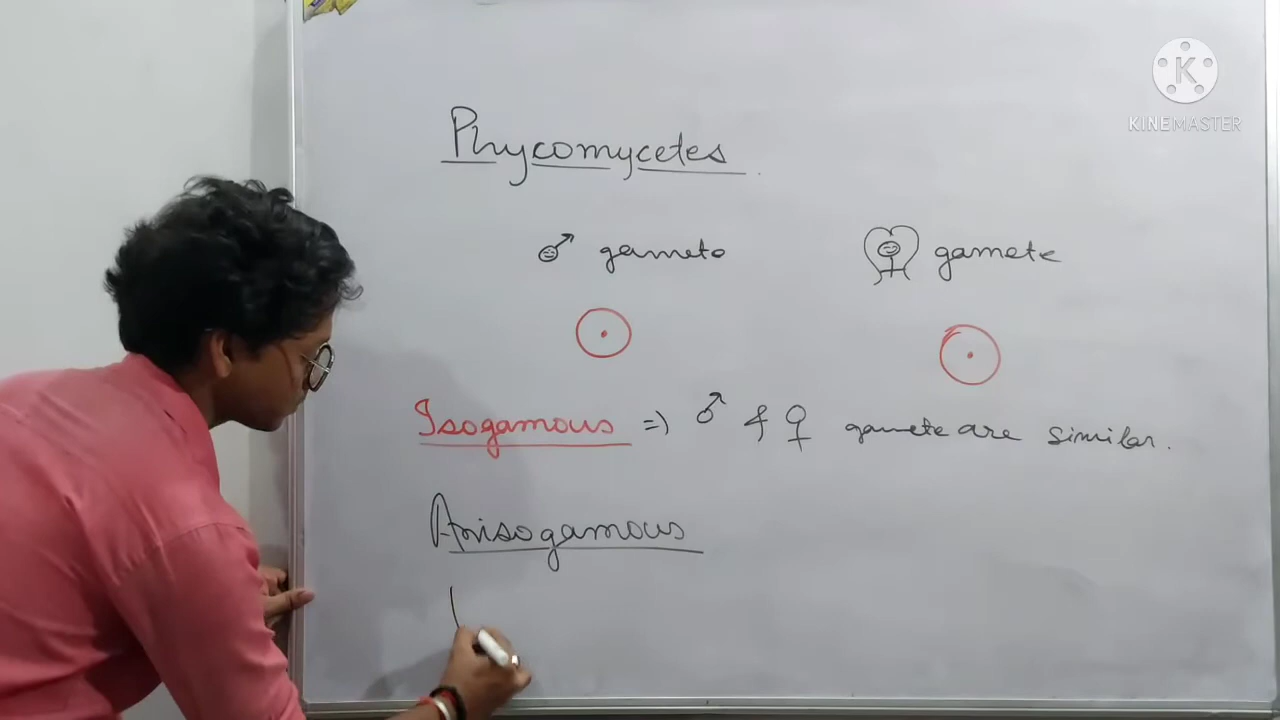 KINEMASTER
Phycomycetes
♂ gamete ♀ gamete
Isogamous => ♂ & ♀ gamete are similar.
Anisogamous